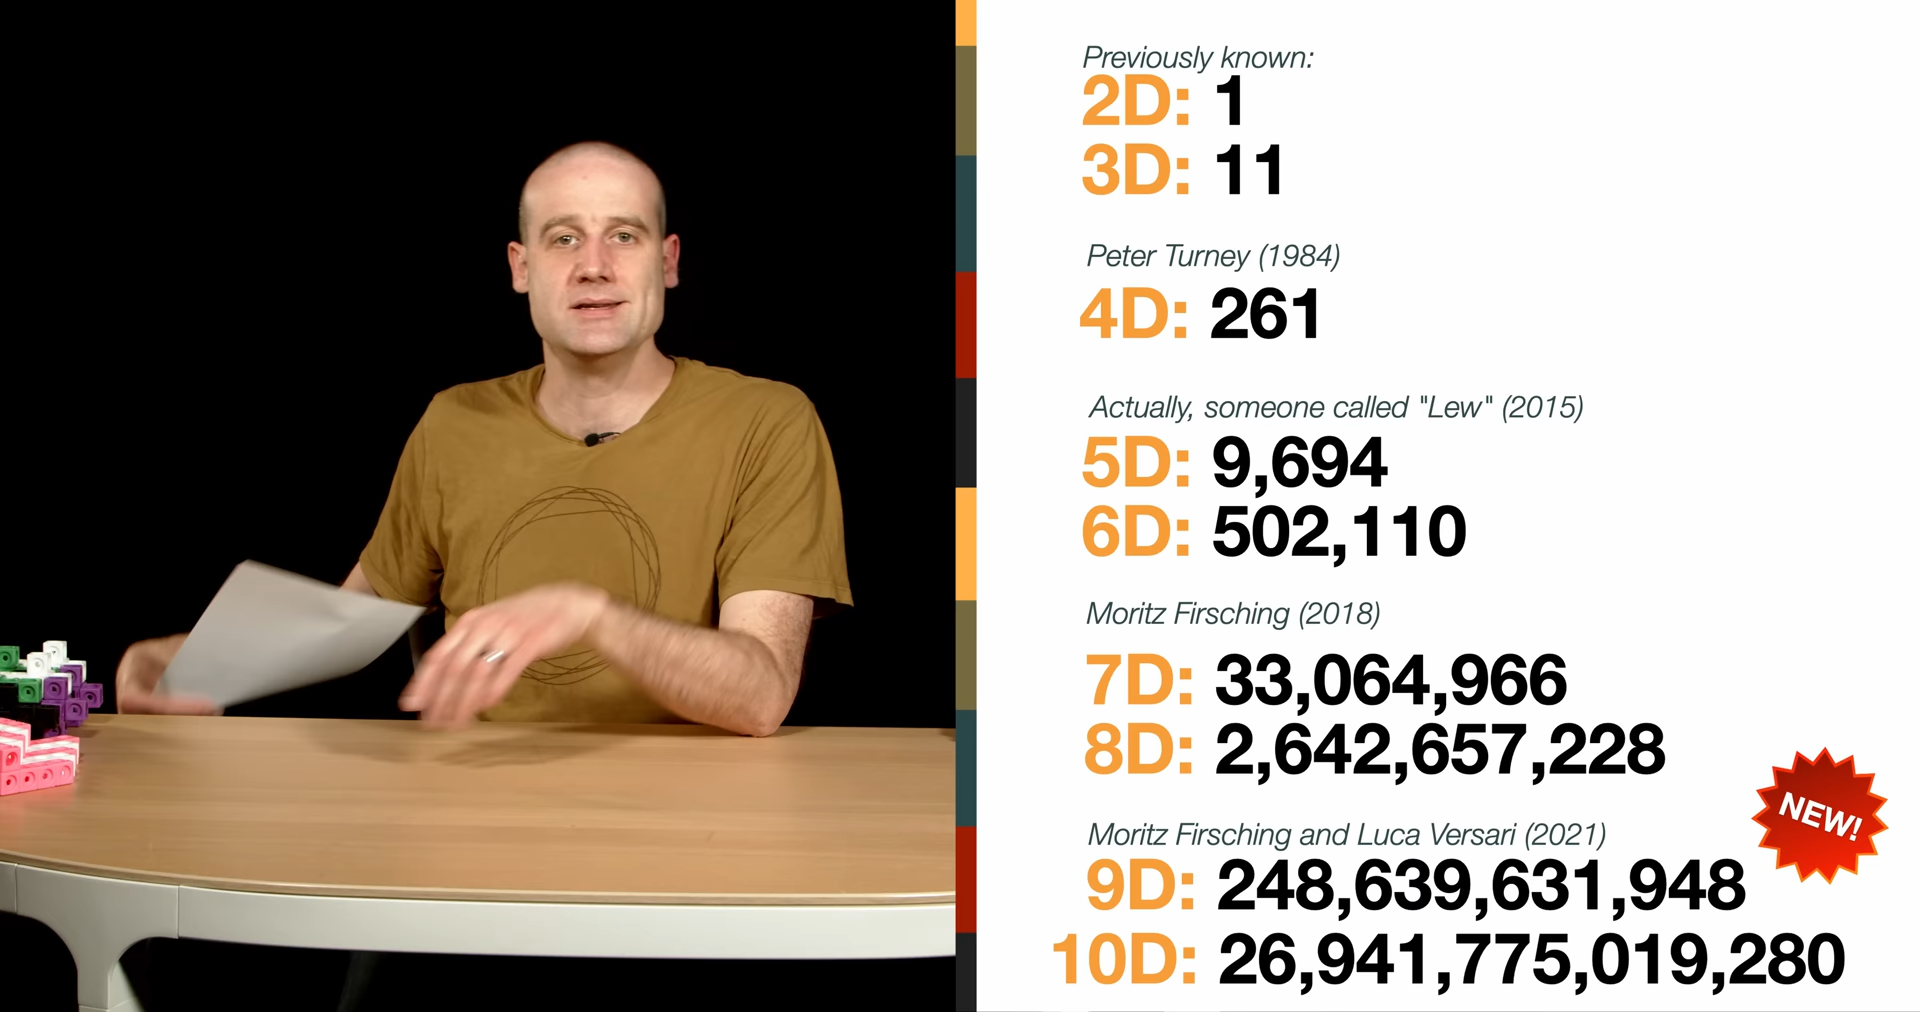 Previously known:
2D: 1
3D: 11
Peter Turney (1984)
4D: 261
Actually, someone called "Lew" (2015)
5D: 9,694
6D: 502,110
Moritz Firsching (2018)
7D: 33,064,966
8D: 2,642,657,228
NEW!
Moritz Firsching and Luca Versari (2021)
9D: 248,639,631,948
10D: 26,941,775,019,280